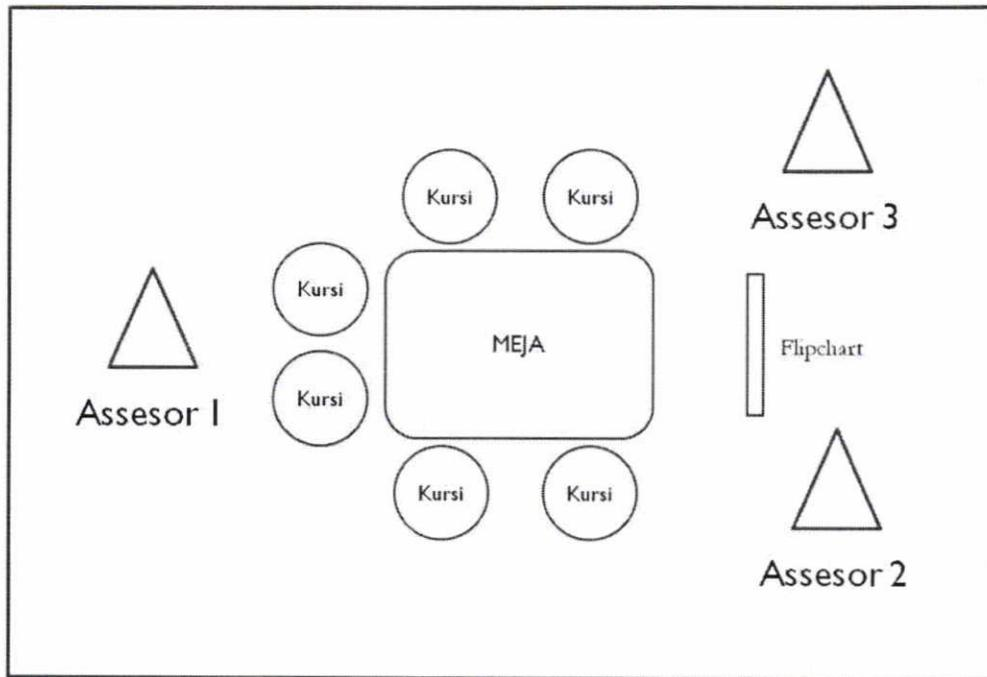 Kursi
Kursi
Assesor 3
Kursi
MEJA
Flipchart
Kursi
Assesor 1
Kursi
Kursi
Assesor 2